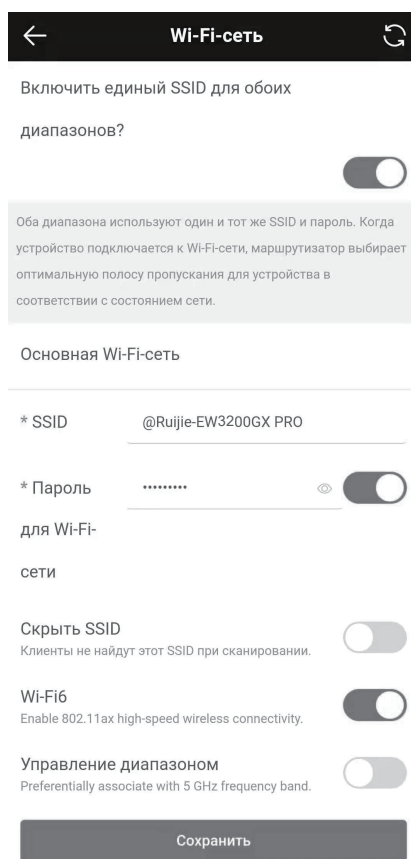 Wi-Fi-сеть
Включить единый SSID для обоих
диапазонов?
Оба диапазона используют один и тот же SSID и пароль. Когда
устройство подключается к Wi-Fi-сети, маршрутизатор выбирает
оптимальную полосу пропускания для устройства в
соответствии с состоянием сети.
Основная Wi-Fi-сеть
* SSID @Ruijie-EW3200GX PRO
* Пароль •••••••••
для Wi-Fi-
сети
Скрыть SSID
Клиенты не найдут этот SSID при сканировании.
Wi-Fi6
Enable 802.11ax high-speed wireless connectivity.
Управление диапазоном
Preferentially associate with 5 GHz frequency band.
Сохранить